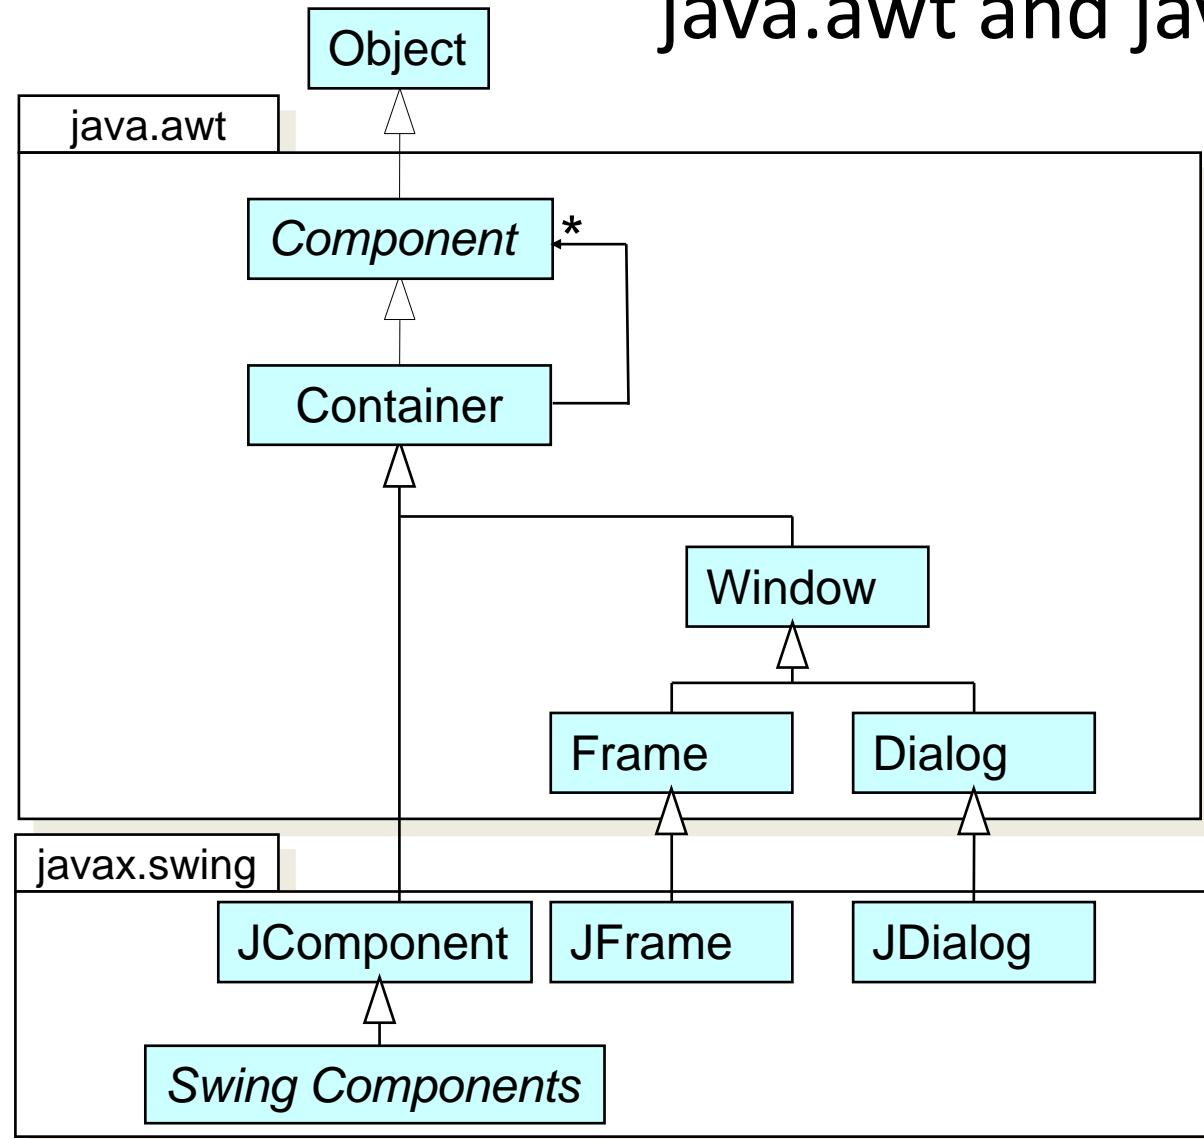 java.awt and jav
Object
java.awt
Component
*
Container
Window
Frame
Dialog
javax.swing
JComponent
JFrame
JDialog
Swing Components